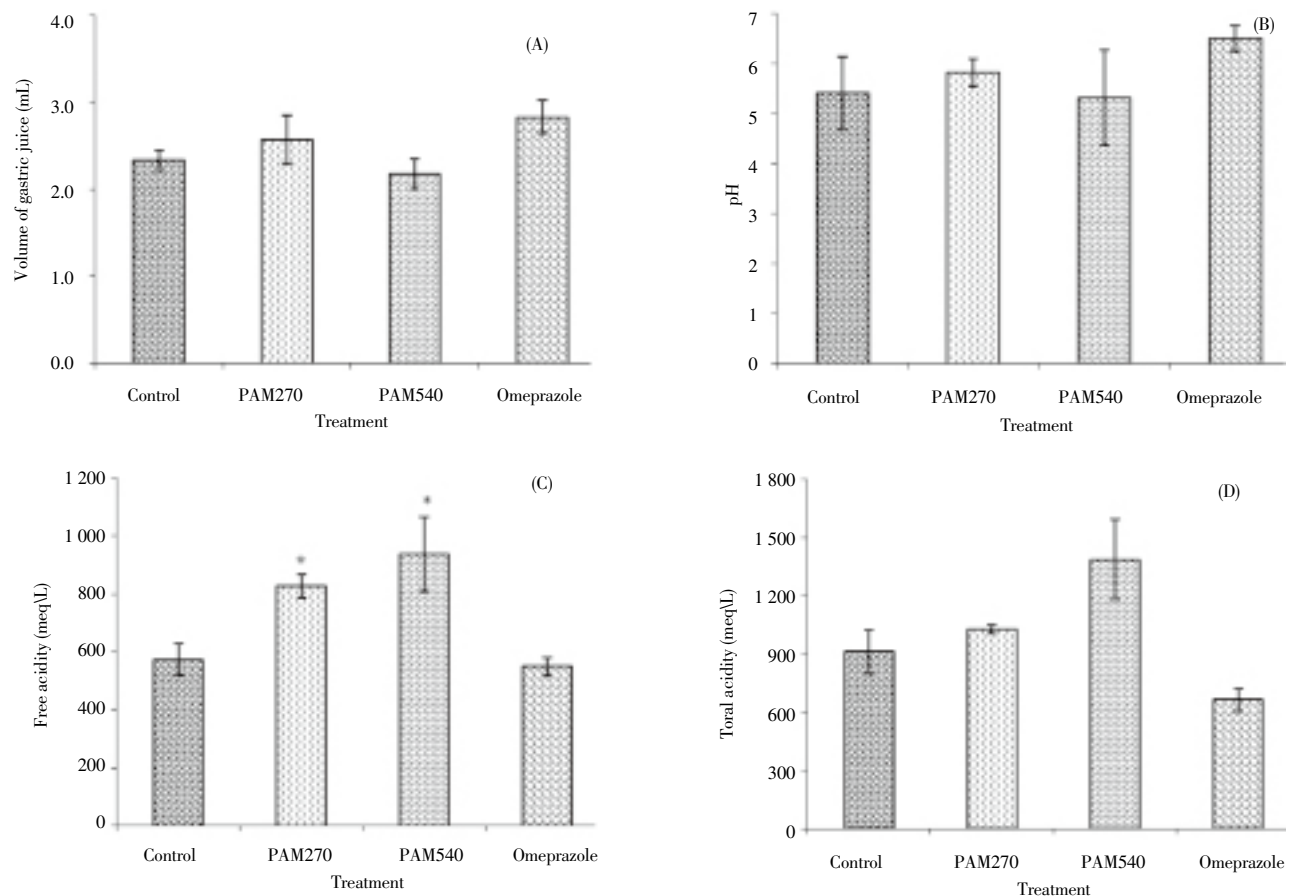 (A)
Volume of gastric juice (mL)
4.0
3.0
2.0
1.0
0.0
Control PAM270 PAM540 Omeprazole
Treatment
(B)
pH
7
6
5
4
3
2
1
0
Control PAM270 PAM540 Omeprazole
Treatment
(C)
Free acidity (meq\L)
1 200
1 000
800
600
400
200
0
* *
Control PAM270 PAM540 Omeprazole
Treatment
(D)
Toral acidity (meq\L)
1 800
1 500
1 200
900
600
300
0
Control PAM270 PAM540 Omeprazole
Treatment